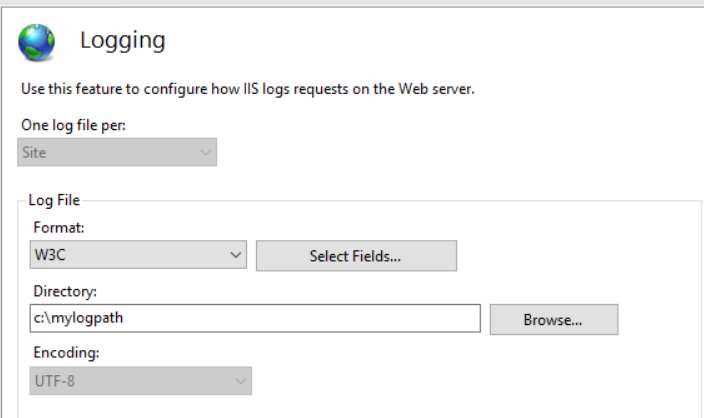 Logging
Use this feature to configure how IIS logs requests on the Web server.
One log file per:
Site
Log File
Format:
W3C
Select Fields...
Directory:
c:\mylogpath
Browse...
Encoding:
UTF-8